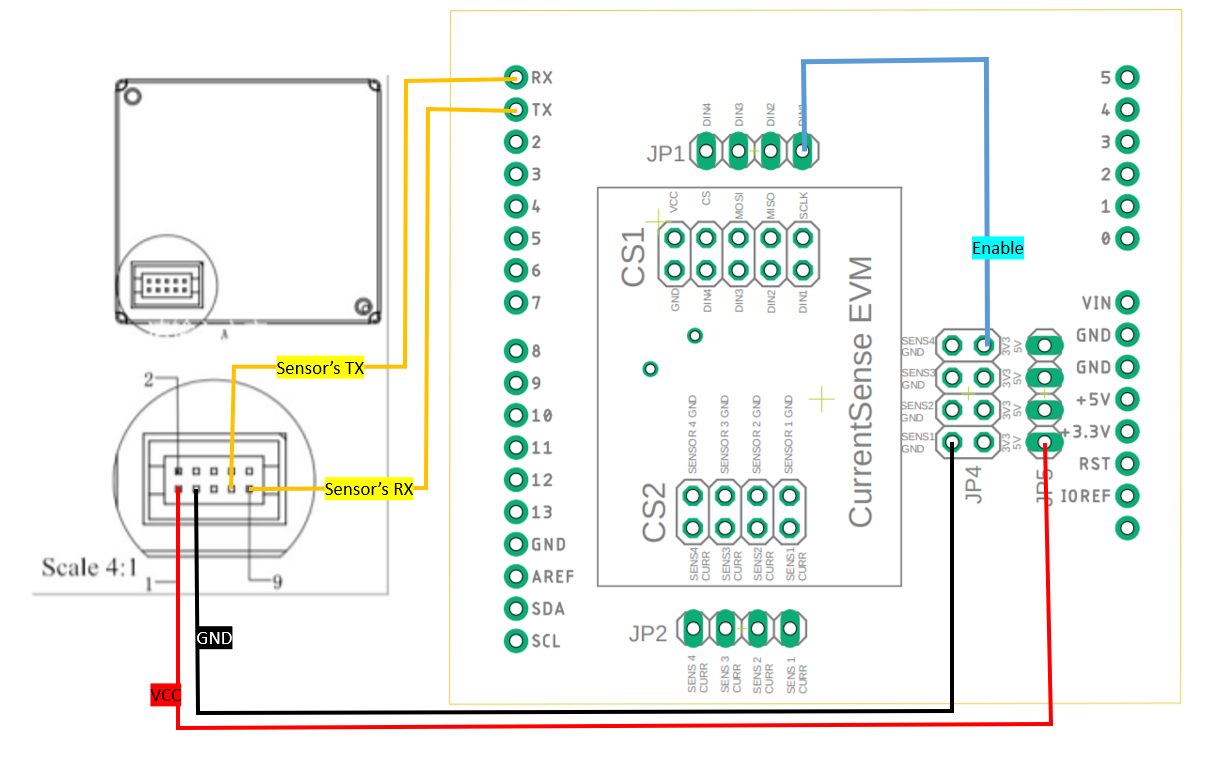 RX
TX
2
3
4
5
6
7
8
9
10
11
12
13
GND
AREF
SDA
SCL
A
Sensor's TX
Sensor's RX
2
Scale 4:1
1
9
GND
VCC
JP1
DIN4
DIN3
DIN2
Enable
CS1
VCC
CS
MOSI
MISO
SCLK
GND
DIN4
DIN3
DIN2
DIN1
CurrentSense EVM
CS2
SENSOR 4 GND
SENSOR 3 GND
SENSOR 2 GND
SENSOR 1 GND
SENS4
CURR
SENS3
CURR
SENS2
CURR
SENS1
CURR
JP2
SENS 4
CURR
SENS 3
CURR
SENS 2
CURR
SENS 1
CURR
SENS4
GND
SENS3
GND
SENS2
GND
SENS1
GND
3V3
5V
3V3
5V
3V3
5V
3V3
5V
JP4
JP5
5
4
3
2
1
0
VIN
GND
GND
+5V
+3.3V
RST
IOREF